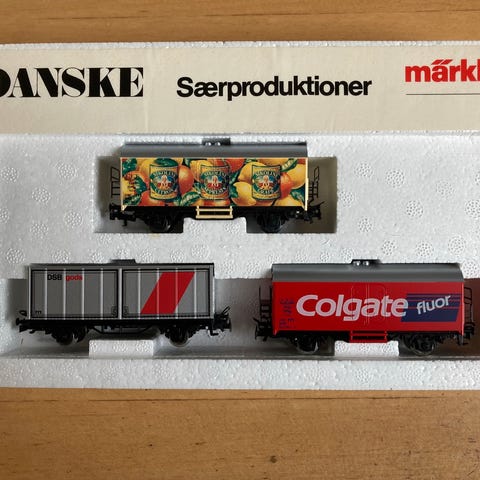 DANSKE
Særproduktioner
märkl
DSB gods
Colgate fluor